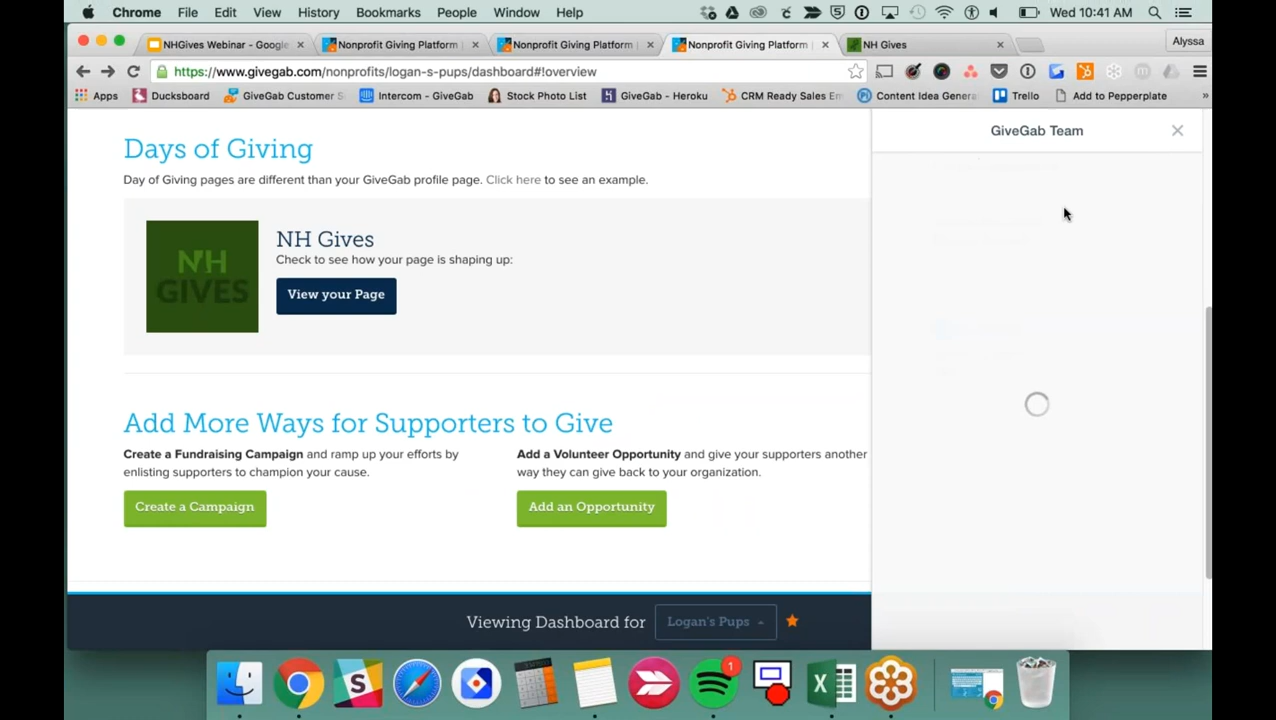 Chrome File Edit View History Bookmarks People Window Help Wed 10:41 AM
NHGives Webinar - Google
Nonprofit Giving Platform
Nonprofit Giving Platform
Nonprofit Giving Platform
NH Gives
Alyssa
https://www.givegab.com/nonprofits/logan-s-pups/dashboard#!overview
Apps Ducksboard GiveGab Customer S Intercom - GiveGab Stock Photo List GiveGab - Heroku CRM Ready Sales En Content Idea Genera Trello Add to Pepperplate »
GiveGab Team
Days of Giving
Day of Giving pages are different than your GiveGab profile page. Click here to see an example.
NH GIVES
NH Gives
Check to see how your page is shaping up:
View your Page
Add More Ways for Supporters to Give
Create a Fundraising Campaign and ramp up your efforts by
enlisting supporters to champion your cause.
Create a Campaign
Add a Volunteer Opportunity and give your supporters another
way they can give back to your organization.
Add an Opportunity
Viewing Dashboard for Logan's Pups
1